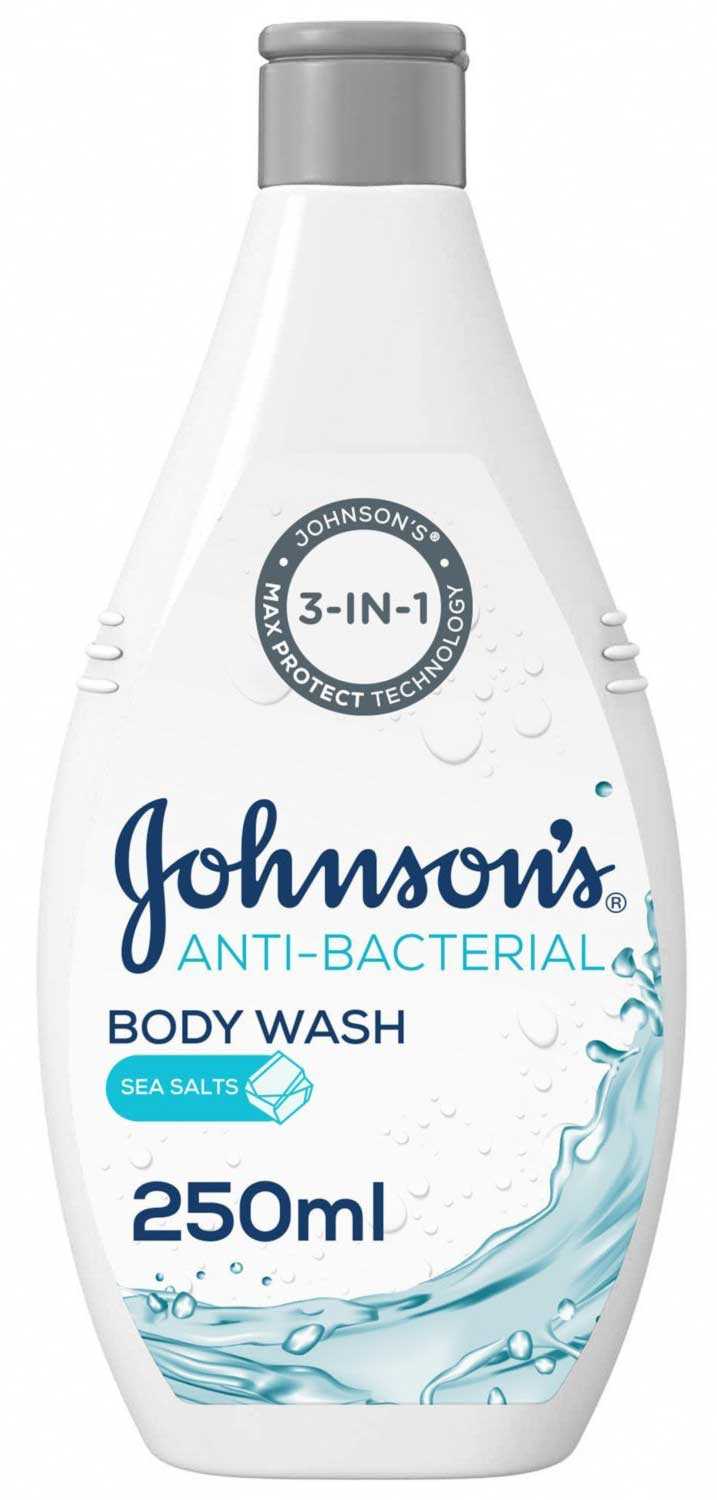 JOHNSON'S®
3-IN-1
MAX PROTECT TECHNOLOGY
Johnson's®
ANTI-BACTERIAL
BODY WASH
SEA SALTS
250ml